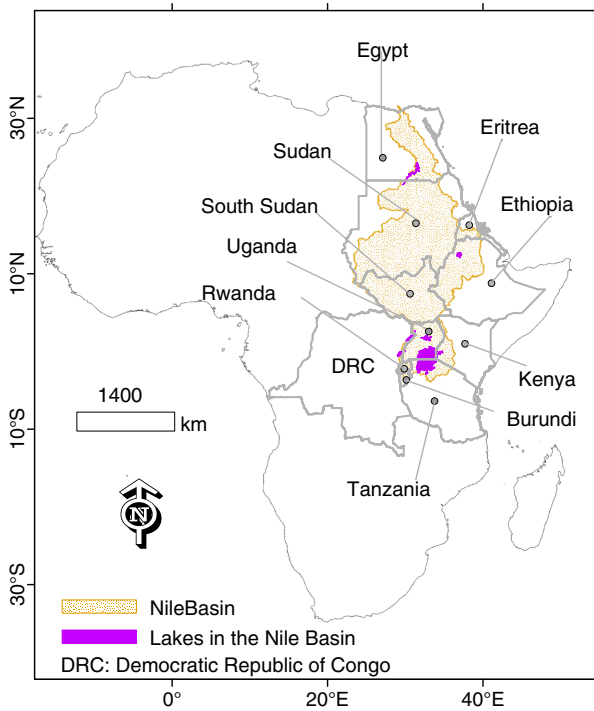 Egypt
30°N
Eritrea
Sudan
Ethiopia
South Sudan
Uganda
10°N
Rwanda
DRC
Kenya
1400
km
Burundi
10°S
Tanzania
N
30°S
NileBasin
Lakes in the Nile Basin
DRC: Democratic Republic of Congo
0° 20°E 40°E